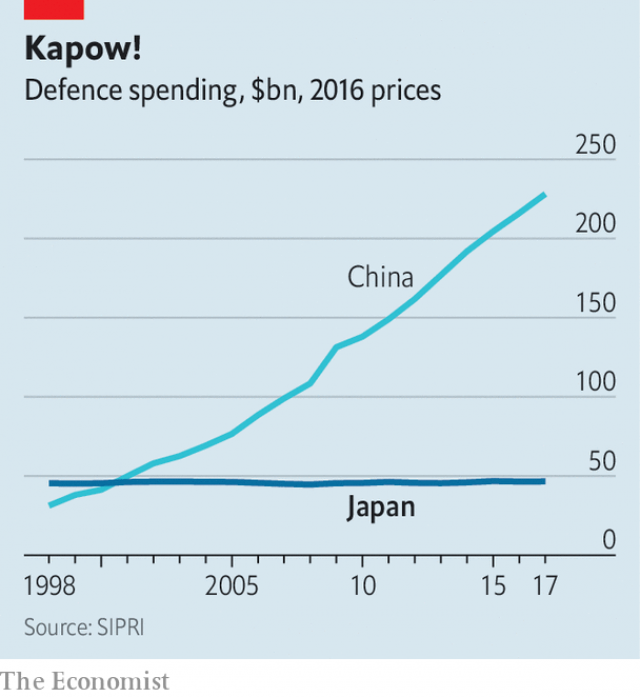 Kapow!
Defence spending, $bn, 2016 prices
250
200
China
150
100
50
Japan
0
1998 2005 10 15 17
Source: SIPRI
The Economist